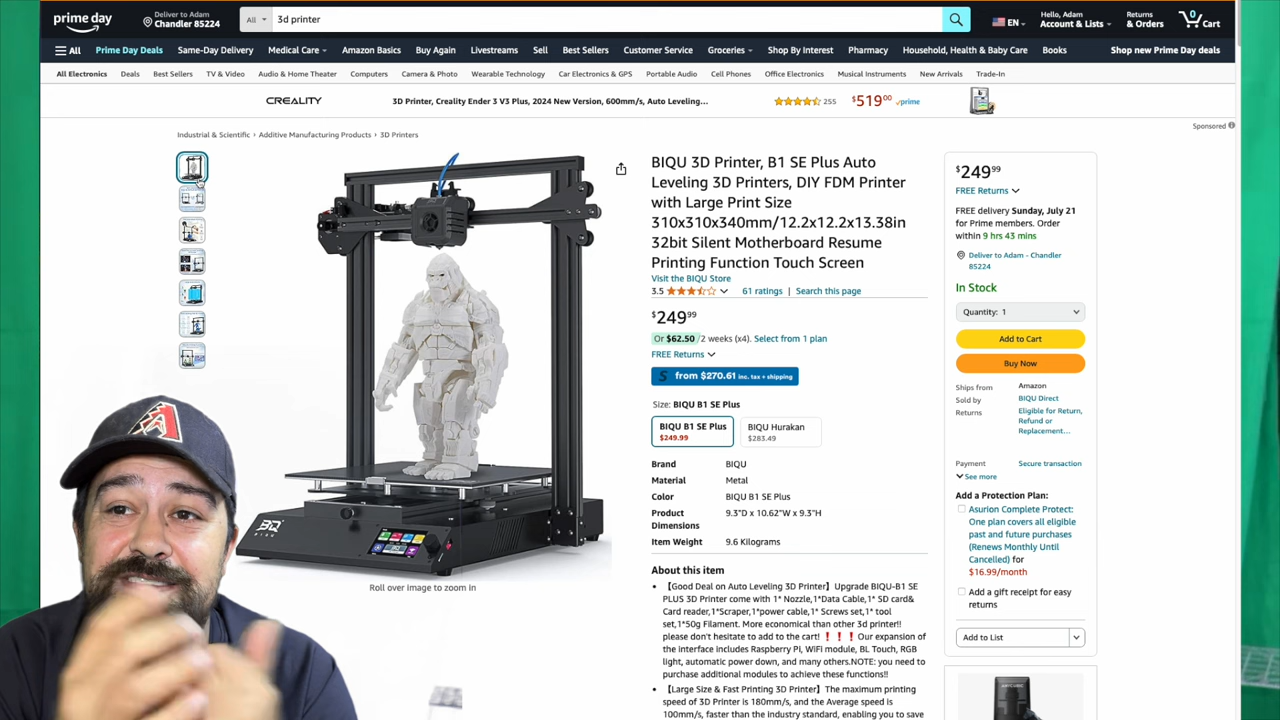 prime day
Deliver to Adam
Chandler 85224
All
3d printer
EN
Hello, Adam
Account & Lists
Returns
& Orders
0
Cart
All
Prime Day Deals
Same-Day Delivery
Medical Care
Amazon Basics
Buy Again
Livestreams
Sell
Best Sellers
Customer Service
Groceries
Shop By Interest
Pharmacy
Household, Health & Baby Care
Books
Shop new Prime Day deals
All Electronics
Deals
Best Sellers
TV & Video
Audio & Home Theater
Computers
Camera & Photo
Wearable Technology
Car Electronics & GPS
Portable Audio
Cell Phones
Office Electronics
Musical Instruments
New Arrivals
Trade-In
CREALITY
3D Printer, Creality Ender 3 V3 Plus, 2024 New Version, 600mm/s, Auto Leveling...
255
$519⁰⁰
prime
Sponsored
Industrial & Scientific › Additive Manufacturing Products › 3D Printers
BIQU
Roll over image to zoom in
BIQU 3D Printer, B1 SE Plus Auto
Leveling 3D Printers, DIY FDM Printer
with Large Print Size
310x310x340mm/12.2x12.2x13.38in
32bit Silent Motherboard Resume
Printing Function Touch Screen
Visit the BIQU Store
3.5
61 ratings | Search this page
$249⁹⁹
Or $62.50 /2 weeks (x4). Select from 1 plan
FREE Returns
S from $270.61 inc. tax + shipping
Size: BIQU B1 SE Plus
BIQU B1 SE Plus
$249.99
BIQU Hurakan
$283.49
Brand BIQU
Material Metal
Color BIQU B1 SE Plus
Product 9.3"D x 10.62"W x 9.3"H
Dimensions
Item Weight 9.6 Kilograms
About this item
• 【Good Deal on Auto Leveling 3D Printer】Upgrade BIQU-B1 SE
PLUS 3D Printer come with 1* Nozzle,1*Data Cable,1* SD card&
Card reader,1*Scraper,1*power cable,1* Screws set,1* tool
set,1*50g Filament. More economical than other 3d printer!!
please don't hesitate to add to the cart! ❗❗❗Our expansion of
the interface includes Raspberry Pi, WiFi module, BL Touch, RGB
light, automatic power down, and many others.NOTE: you need to
purchase additional modules to achieve these functions!!
• 【Large Size & Fast Printing 3D Printer】The maximum printing
speed of 3D Printer is 180mm/s, and the Average speed is
100mm/s, faster than the industry standard, enabling you to save
$249⁹⁹
FREE Returns
FREE delivery Sunday, July 21
for Prime members. Order
within 9 hrs 43 mins
Deliver to Adam - Chandler
85224
In Stock
Quantity: 1
Add to Cart
Buy Now
Ships from Amazon
Sold by BIQU Direct
Returns Eligible for Return,
Refund or
Replacement...
Payment Secure transaction
See more
Add a Protection Plan:
Asurion Complete Protect:
One plan covers all eligible
past and future purchases
(Renews Monthly Until
Cancelled) for
$16.99/month
Add a gift receipt for easy
returns
Add to List